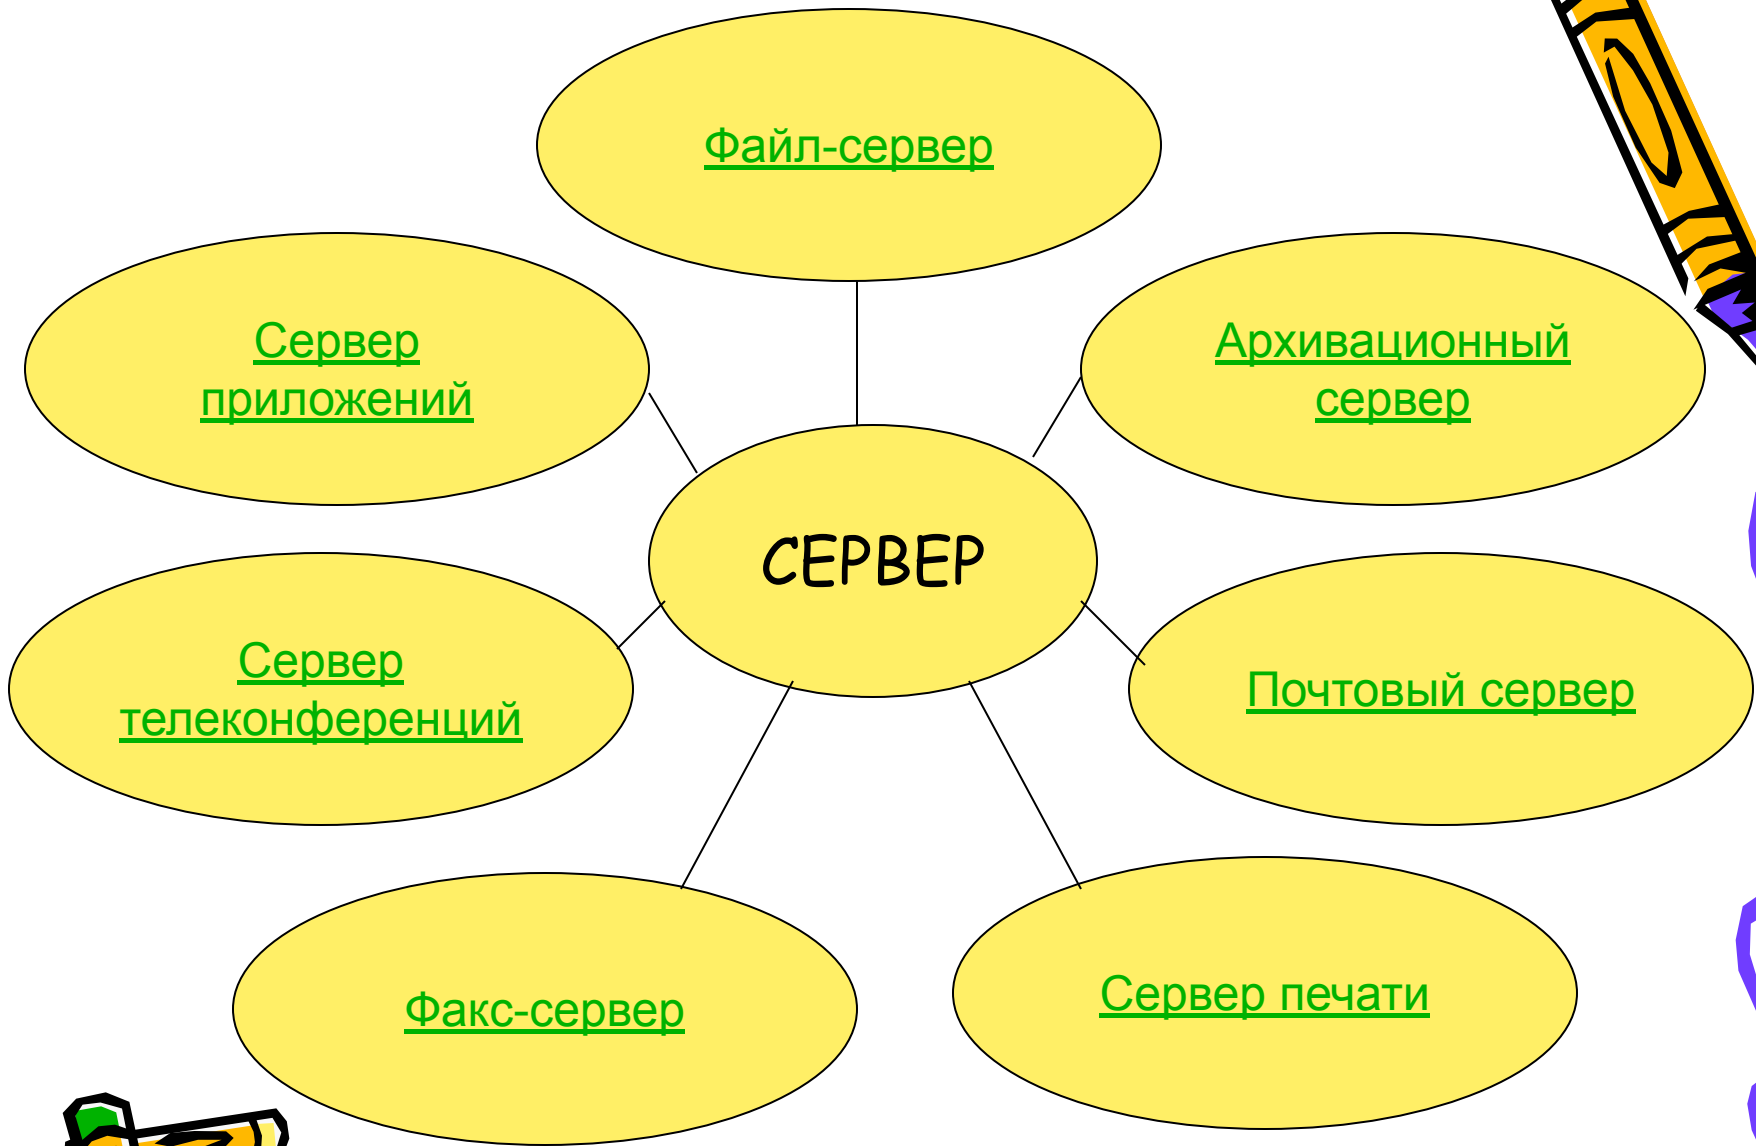 Файл-сервер
Сервер
приложений
Архивационный
сервер
СЕРВЕР
Сервер
телеконференций
Почтовый сервер
Факс-сервер
Сервер печати